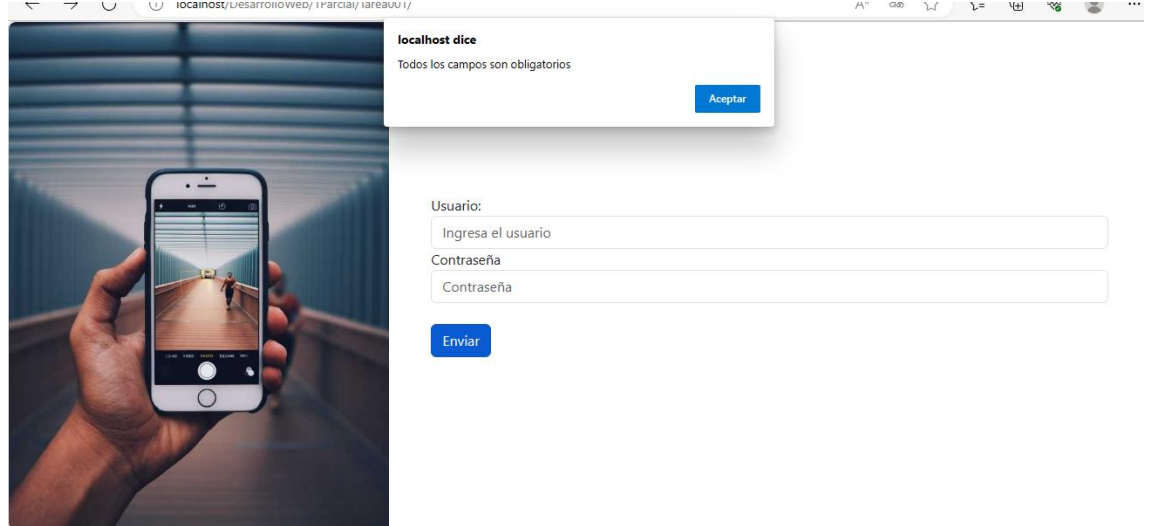 localhost/DesarrolloWeb/1Parcial/Tarea001/
localhost dice
Todos los campos son obligatorios
Aceptar
Usuario:
Ingresa el usuario
Contraseña
Contraseña
Enviar